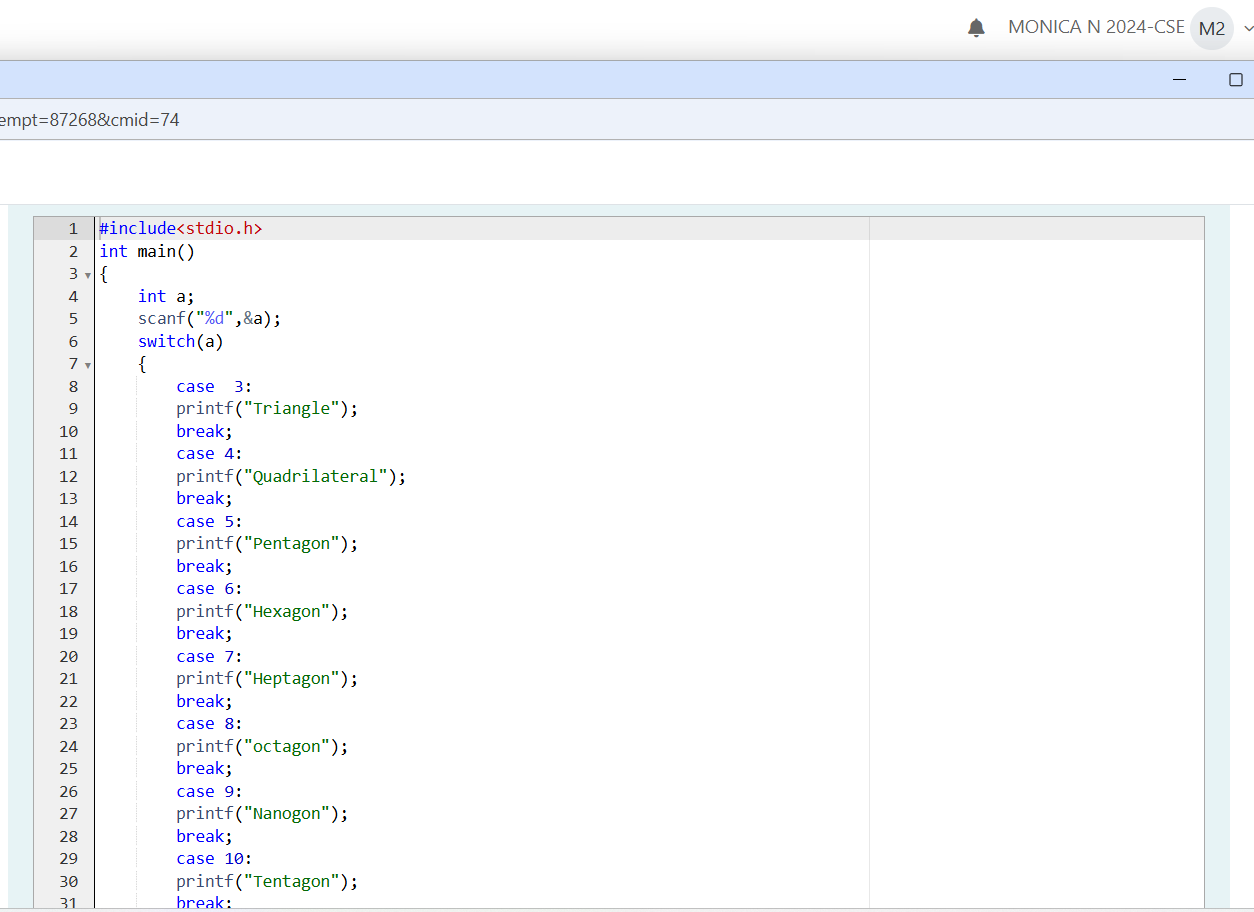 MONICA N 2024-CSE M2
empt=87268&cmid=74
1 #include<stdio.h>
2 int main()
3 {
4 int a;
5 scanf("%d",&a);
6 switch(a)
7 {
8 case  3:
9 printf("Triangle");
10 break;
11 case 4:
12 printf("Quadrilateral");
13 break;
14 case 5:
15 printf("Pentagon");
16 break;
17 case 6:
18 printf("Hexagon");
19 break;
20 case 7:
21 printf("Heptagon");
22 break;
23 case 8:
24 printf("octagon");
25 break;
26 case 9:
27 printf("Nanogon");
28 break;
29 case 10:
30 printf("Tentagon");
31 break;